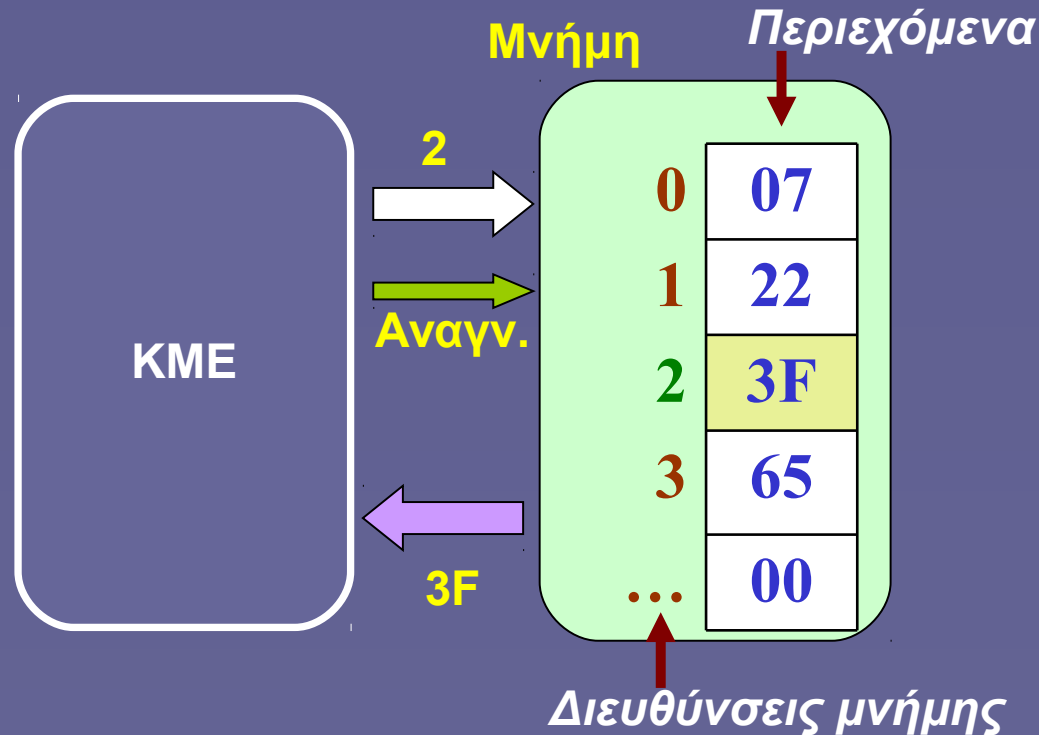 Περιεχόμενα
Μνήμη
2
0 07
1 22
Αναγν.
ΚΜΕ
2 3F
3 65
3F
... 00
Διευθύνσεις μνήμης